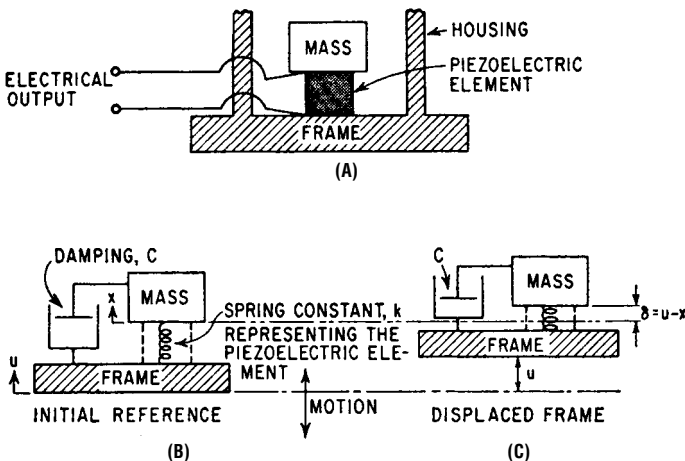 HOUSING
MASS
PIEZOELECTRIC
ELEMENT
ELECTRICAL
OUTPUT
FRAME
(A)
DAMPING, C
x
MASS
SPRING CONSTANT, k
REPRESENTING THE
PIEZOELECTRIC ELE-
MENT
u
FRAME
INITIAL REFERENCE
MOTION
(B)
C
MASS
δ=u-x
FRAME
u
DISPLACED FRAME
(C)